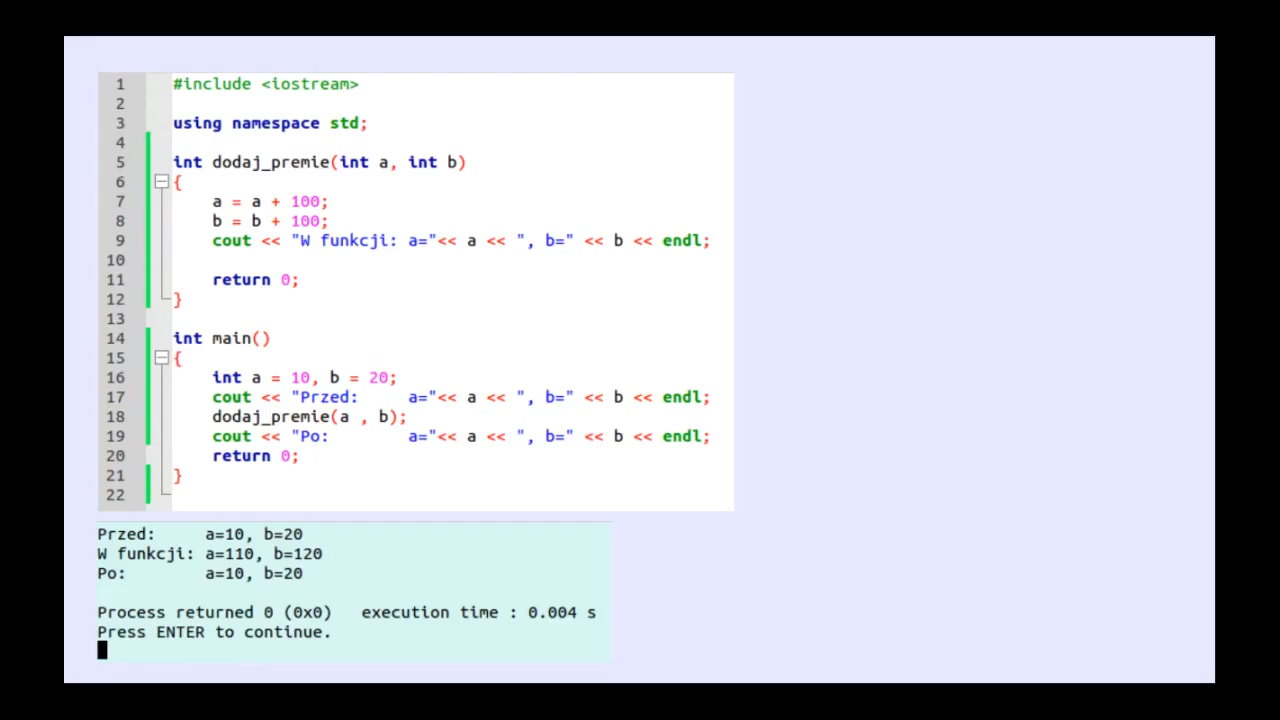 1 #include <iostream>
2
3 using namespace std;
4
5 int dodaj_premie(int a, int b)
6 {
7     a = a + 100;
8     b = b + 100;
9     cout << "W funkcji: a="<< a << ", b=" << b << endl;
10
11     return 0;
12 }
13
14 int main()
15 {
16     int a = 10, b = 20;
17     cout << "Przed:     a="<< a << ", b=" << b << endl;
18     dodaj_premie(a , b);
19     cout << "Po:        a="<< a << ", b=" << b << endl;
20     return 0;
21 }
22
Przed:     a=10, b=20
W funkcji: a=110, b=120
Po:        a=10, b=20
Process returned 0 (0x0)   execution time : 0.004 s
Press ENTER to continue.